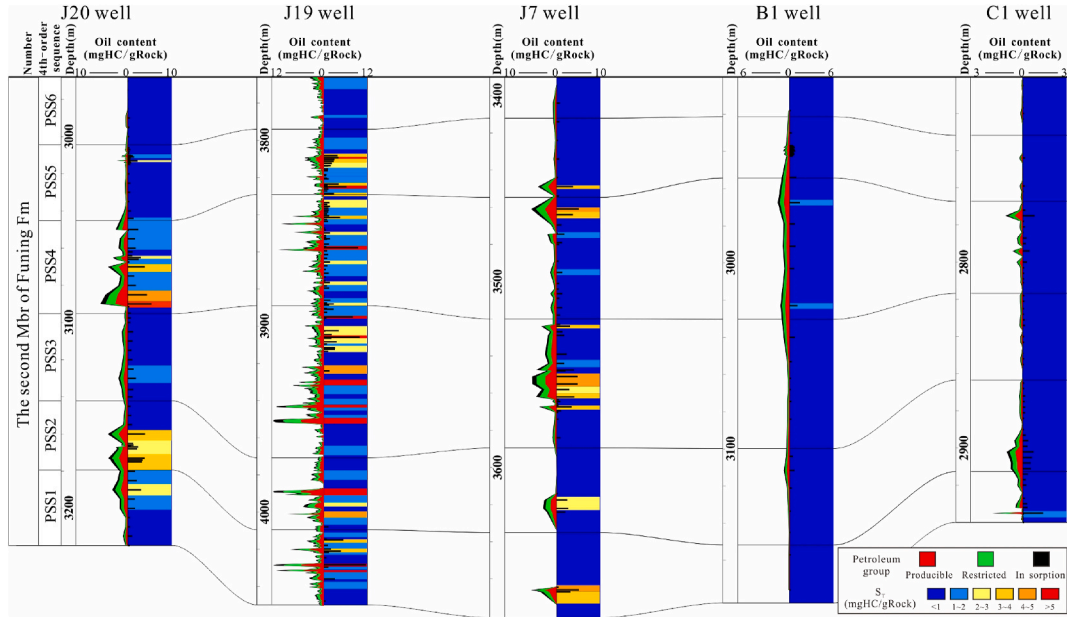 J20 well
J19 well
J7 well
B1 well
C1 well
Number
4th-order
sequence
Depth(m)
Oil content
(mgHC/gRock)
10 0 10
Depth(m)
Oil content
(mgHC/gRock)
12 0 12
Depth(m)
Oil content
(mgHC/gRock)
10 0 10
Depth(m)
Oil content
(mgHC/gRock)
6 0 6
Depth(m)
Oil content
(mgHC/gRock)
3 0 3
The second Mbr of Funing Fm
PSS6
PSS5
PSS4
PSS3
PSS2
PSS1
3000
3100
3200
3800
3900
4000
3400
3500
3600
3000
3100
2800
2900
Petroleum
group
Producible
Restricted
In sorption
S_T
(mgHC/gRock)
<1
1~2
2~3
3~4
4~5
>5